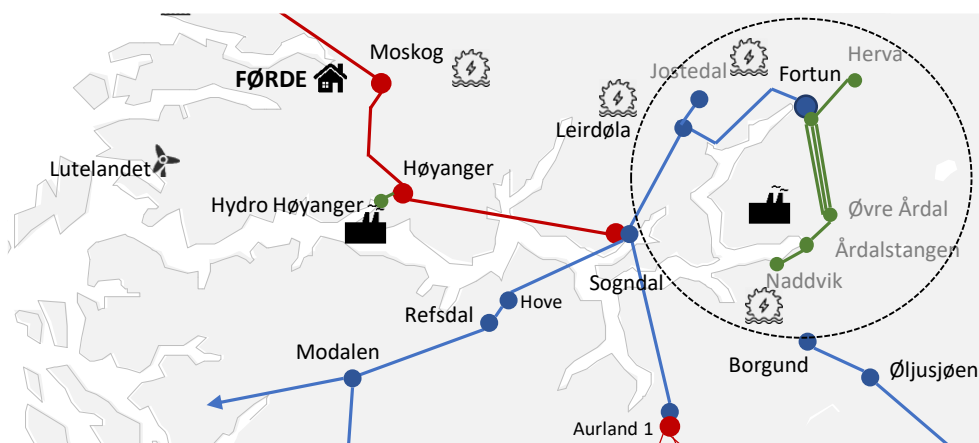 Moskog
FØRDE
Herva
Fortun
Jostedal
Leirdøla
Lutelandet
Høyanger
Hydro Høyanger
Øvre Årdal
Årdalstangen
Naddvik
Sogndal
Hove
Refsdal
Modalen
Borgund
Øljusjøen
Aurland 1